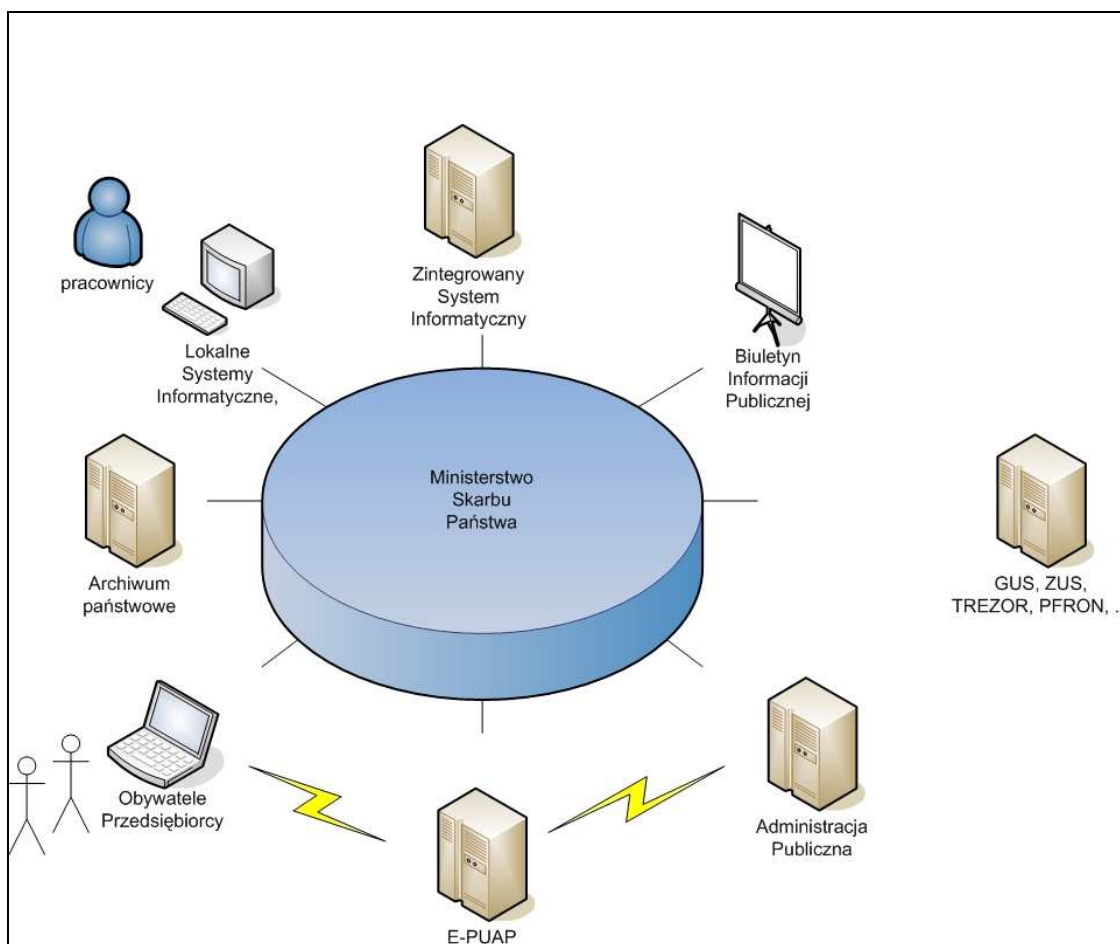 Zintegrowany
System
Informatyczny
pracownicy
Lokalne
Systemy
Informatyczne,
Biuletyn
Informacji
Publicznej
Ministerstwo
Skarbu
Państwa
Archiwum
państwowe
GUS, ZUS,
TREZOR, PFRON, .
Obywatele
Przedsiębiorcy
Administracja
Publiczna
E-PUAP